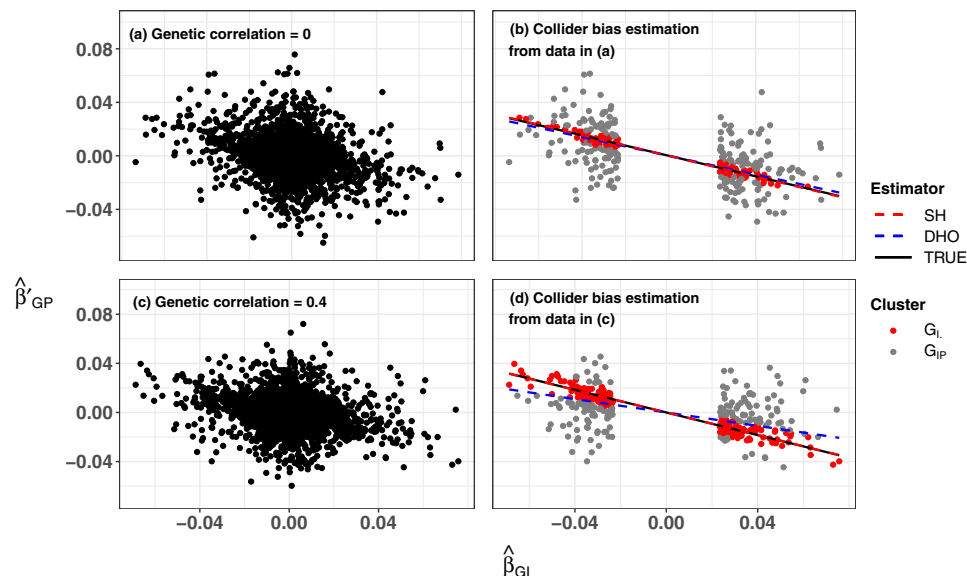 (a) Genetic correlation = 0
(b) Collider bias estimation
from data in (a)
0.08
0.04
0.00
−0.04
Estimator
SH
DHO
TRUE
β̂′GP
(c) Genetic correlation = 0.4
(d) Collider bias estimation
from data in (c)
0.08
0.04
0.00
−0.04
Cluster
GI.
GIP
−0.04 0.00 0.04
−0.04 0.00 0.04
β̂GI